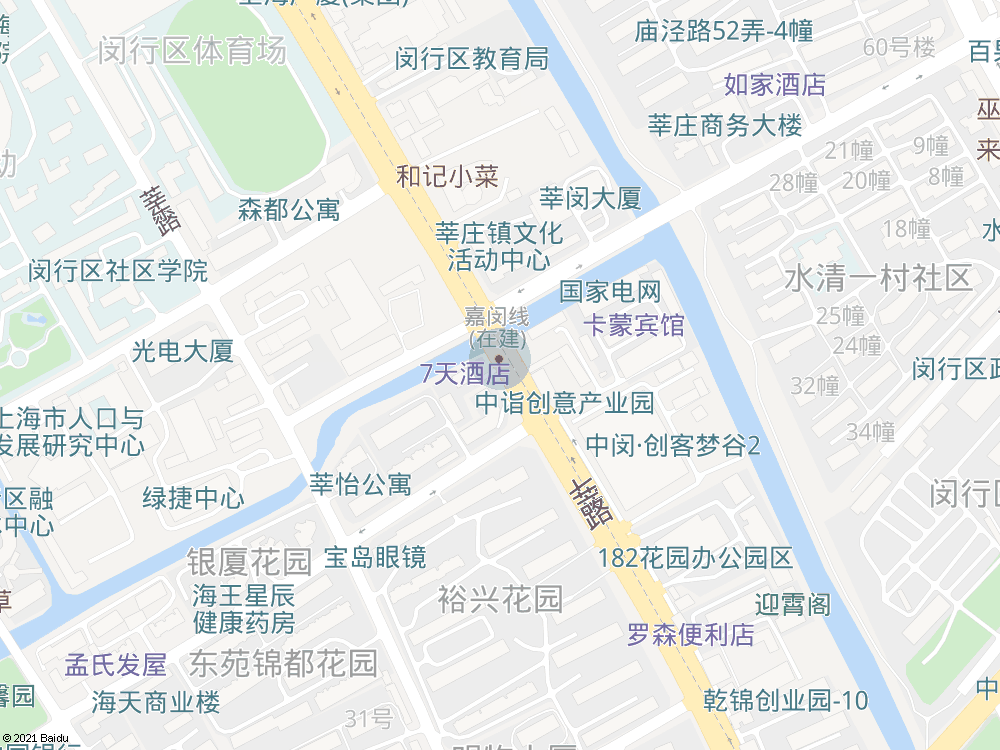 闵行区体育场
闵行区教育局
庙泾路52弄-4幢
60号楼
如家酒店
莘庄商务大楼
21幢
9幢
28幢
20幢
8幢
和记小菜
莘闵大厦
森都公寓
18幢
莘庄镇文化
活动中心
闵行区社区学院
国家电网
水清一村社区
嘉闵线
(在建)
卡蒙宾馆
25幢
光电大厦
24幢
7天酒店
32幢
中诣创意产业园
上海市人口与
发展研究中心
34幢
中闵·创客梦谷2
莘怡公寓
绿捷中心
银厦花园
宝岛眼镜
182花园办公园区
海王星辰
健康药房
裕兴花园
迎霄阁
罗森便利店
孟氏发屋
东苑锦都花园
海天商业楼
乾锦创业园-10
31号
© 2021 Baidu